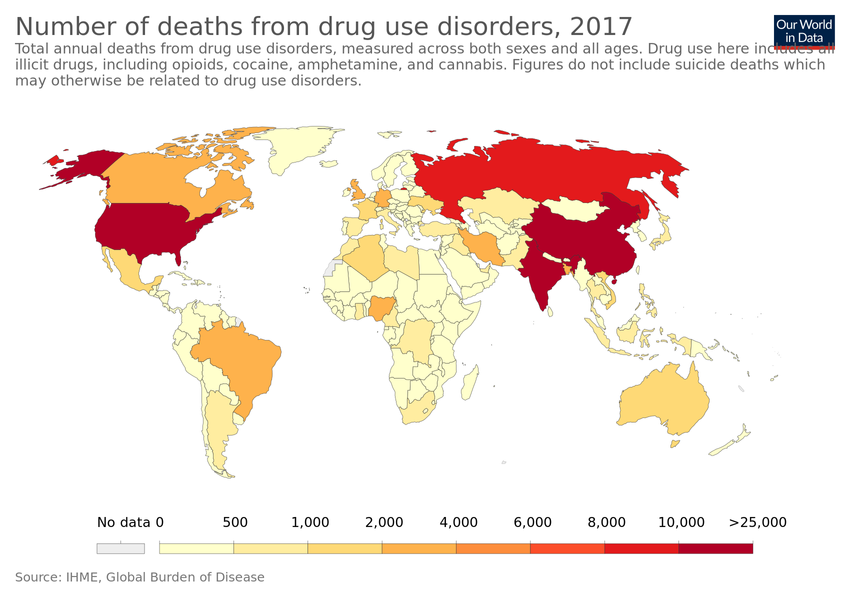 Number of deaths from drug use disorders, 2017
Our World
in Data
Total annual deaths from drug use disorders, measured across both sexes and all ages. Drug use here includes all
illicit drugs, including opioids, cocaine, amphetamine, and cannabis. Figures do not include suicide deaths which
may otherwise be related to drug use disorders.
No data 0 500 1,000 2,000 4,000 6,000 8,000 10,000 >25,000
Source: IHME, Global Burden of Disease